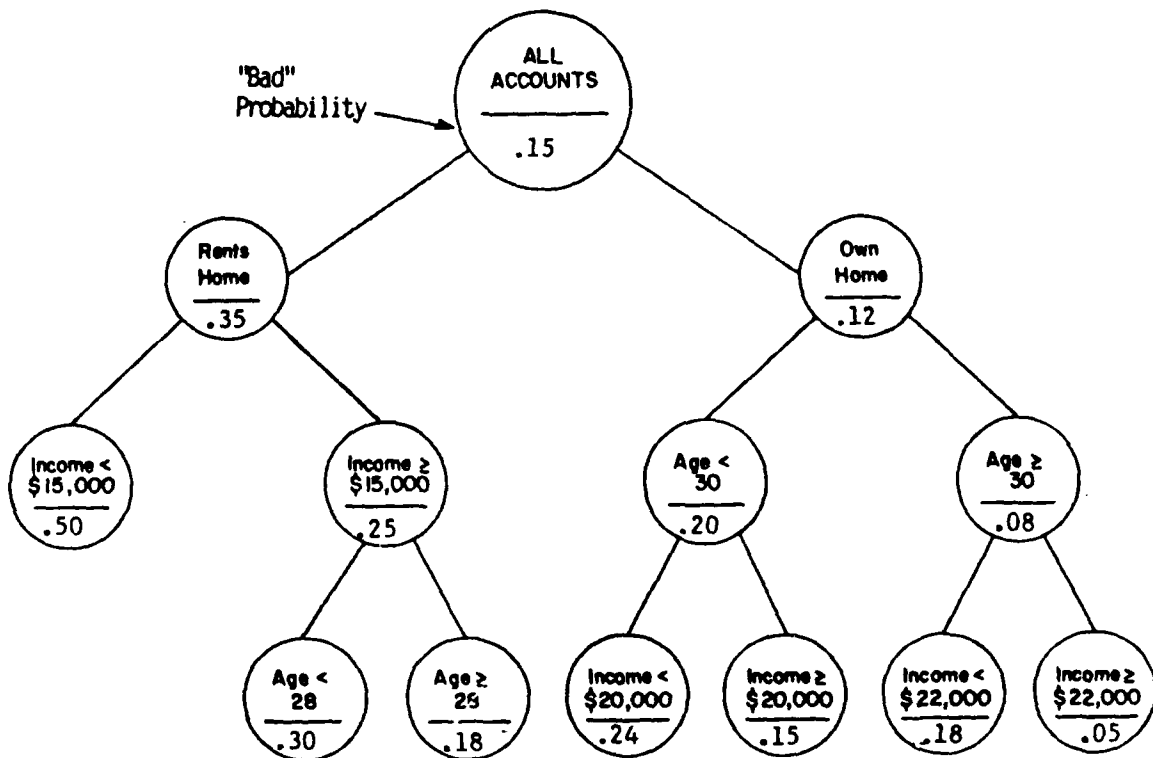 ALL
ACCOUNTS
.15
"Bad"
Probability
Rents
Home
.35
Own
Home
.12
Income <
$15,000
.50
Income ≥
$15,000
.25
Age <
30
.20
Age ≥
30
.08
Age <
28
.30
Age ≥
28
.18
Income <
$20,000
.24
Income ≥
$20,000
.15
Income <
$22,000
.18
Income ≥
$22,000
.05